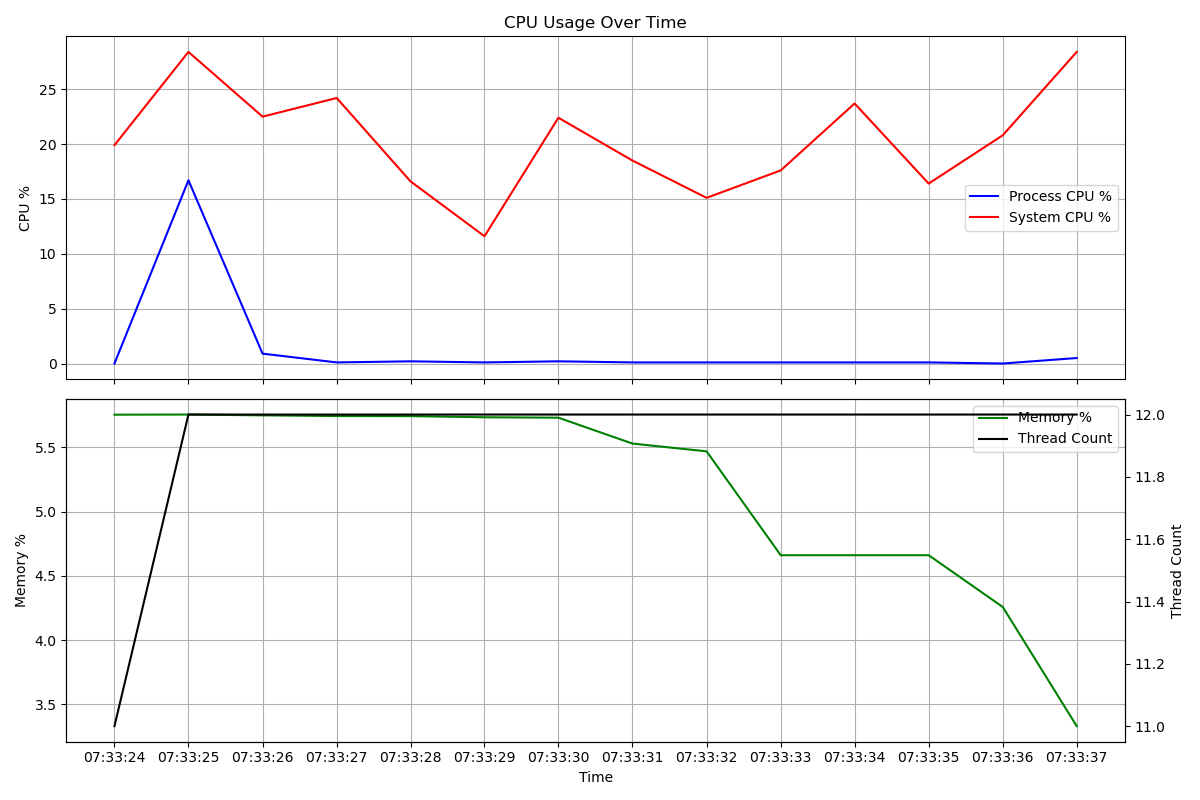 CPU Usage Over Time
25
20
15
10
5
0
CPU %
Process CPU %
System CPU %
5.5
5.0
4.5
4.0
3.5
Memory %
Memory %
Thread Count
12.0
11.8
11.6
11.4
11.2
11.0
Thread Count
07:33:24 07:33:25 07:33:26 07:33:27 07:33:28 07:33:29 07:33:30 07:33:31 07:33:32 07:33:33 07:33:34 07:33:35 07:33:36 07:33:37
Time